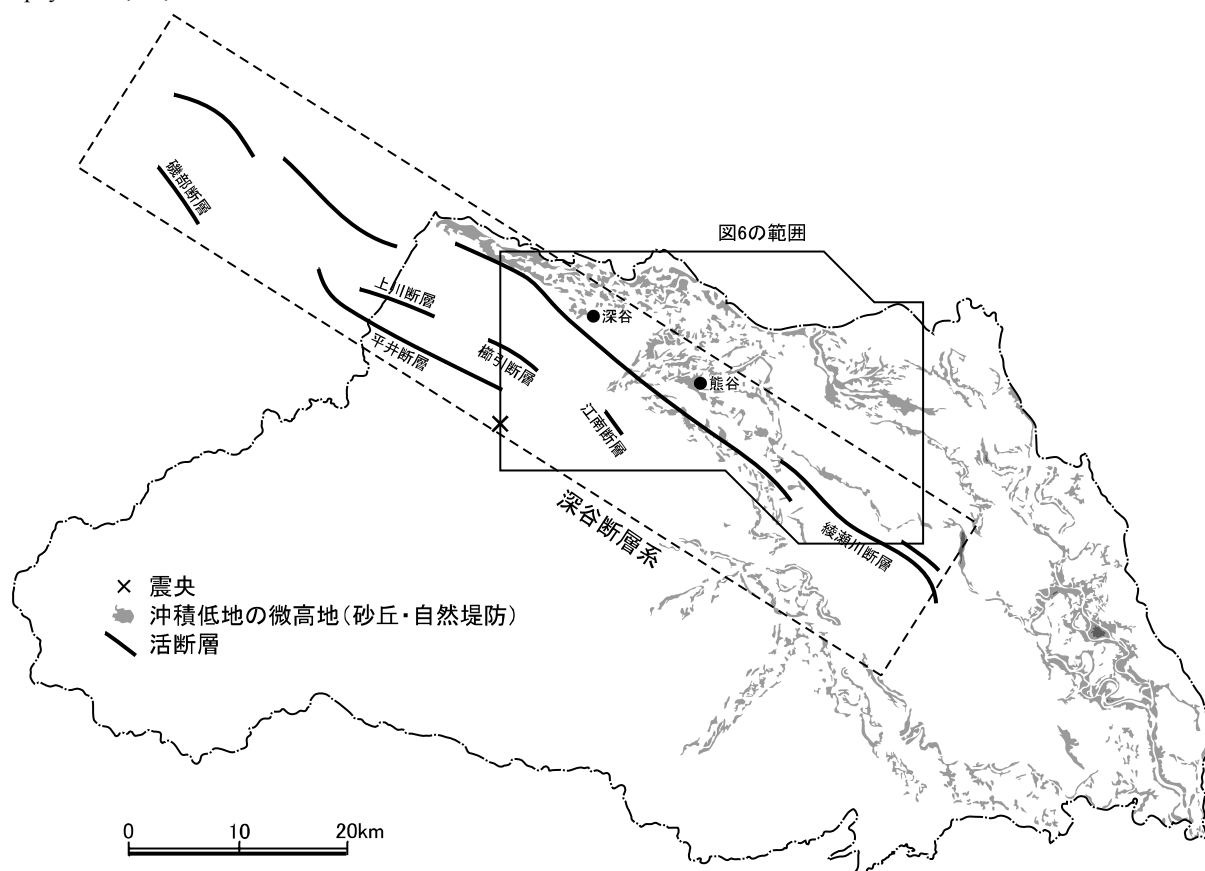 図6の範囲
磯部断層
上川断層
深谷
平井断層
櫛引断層
熊谷
江南断層
深谷断層系
綾瀬川断層
× 震央
沖積低地の微高地(砂丘・自然堤防)
活断層
0 10 20km